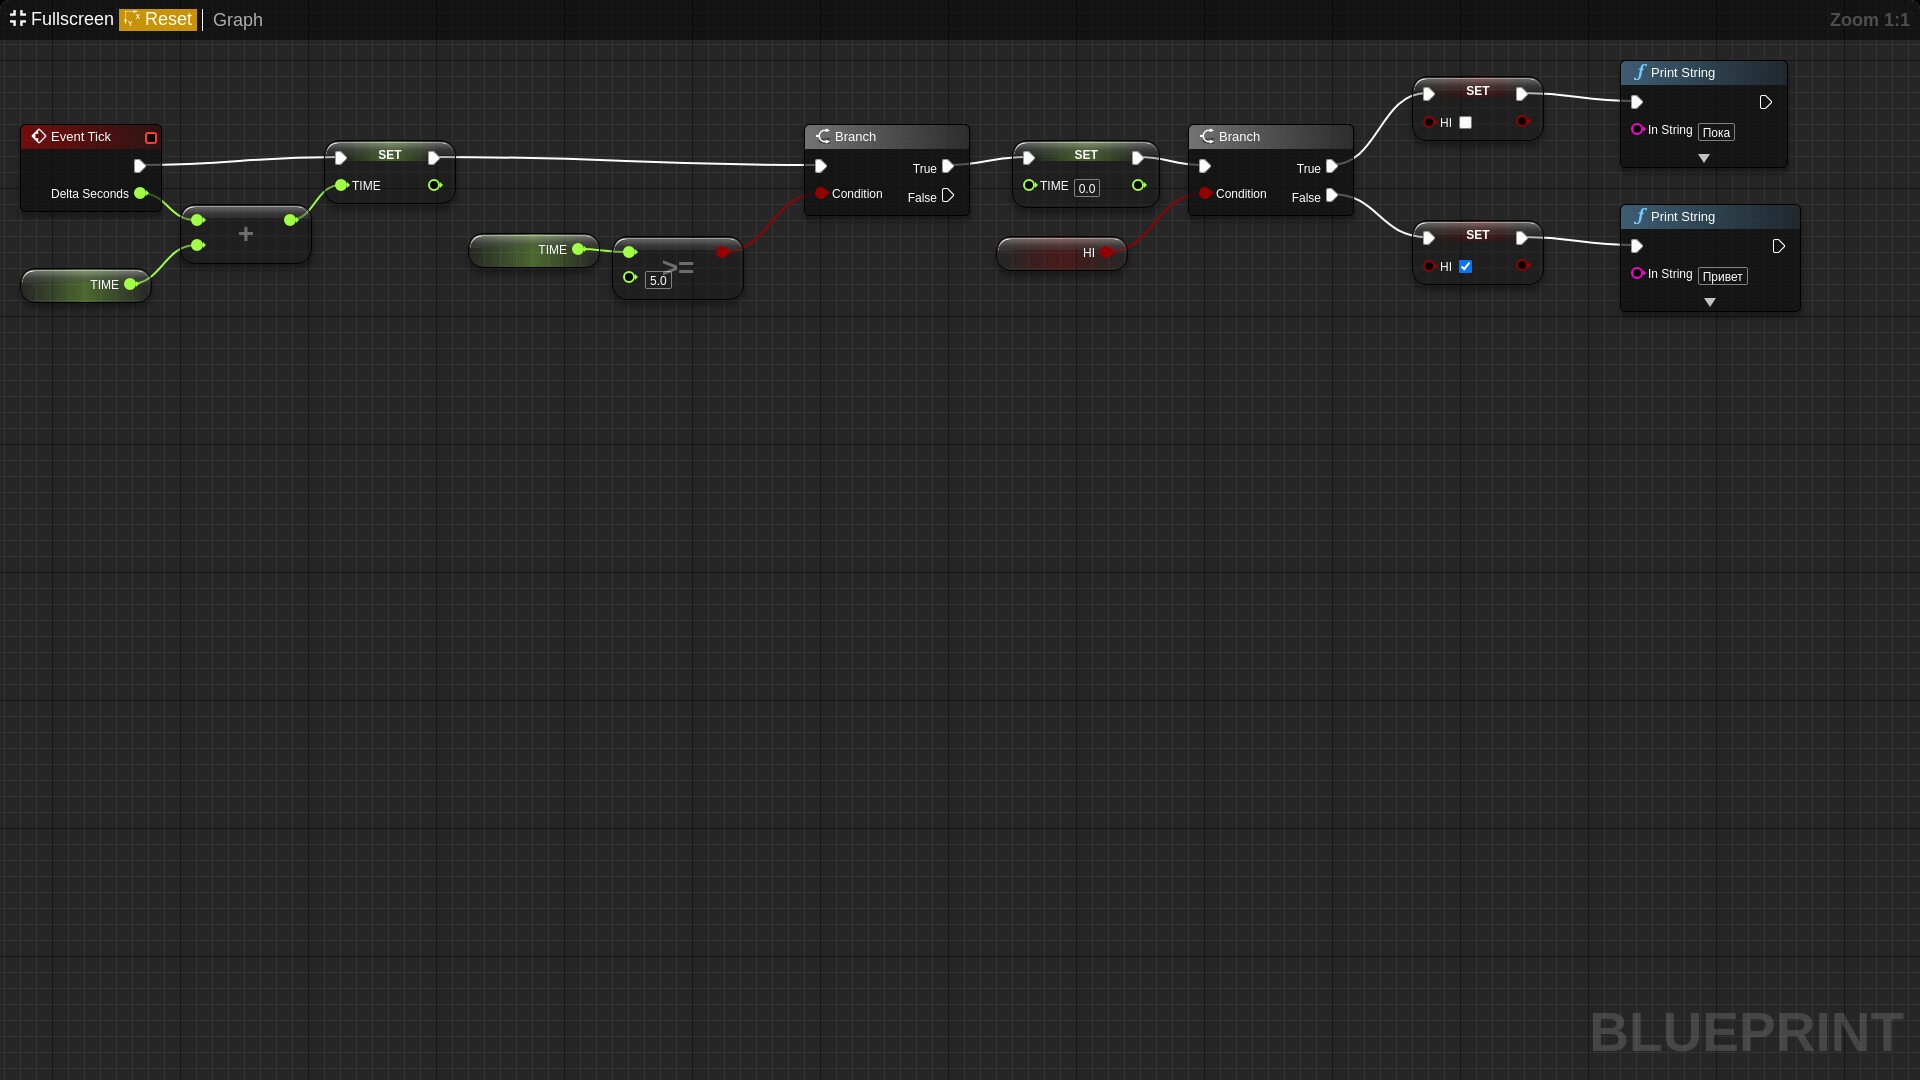 Fullscreen Reset Graph Zoom 1:1
Event Tick
Delta Seconds
TIME
+
SET
TIME
TIME
>=
5.0
Branch
True
Condition
False
SET
TIME 0.0
HI
Branch
True
Condition
False
SET
HI
Print String
In String Пока
SET
HI
Print String
In String Привет
BLUEPRINT